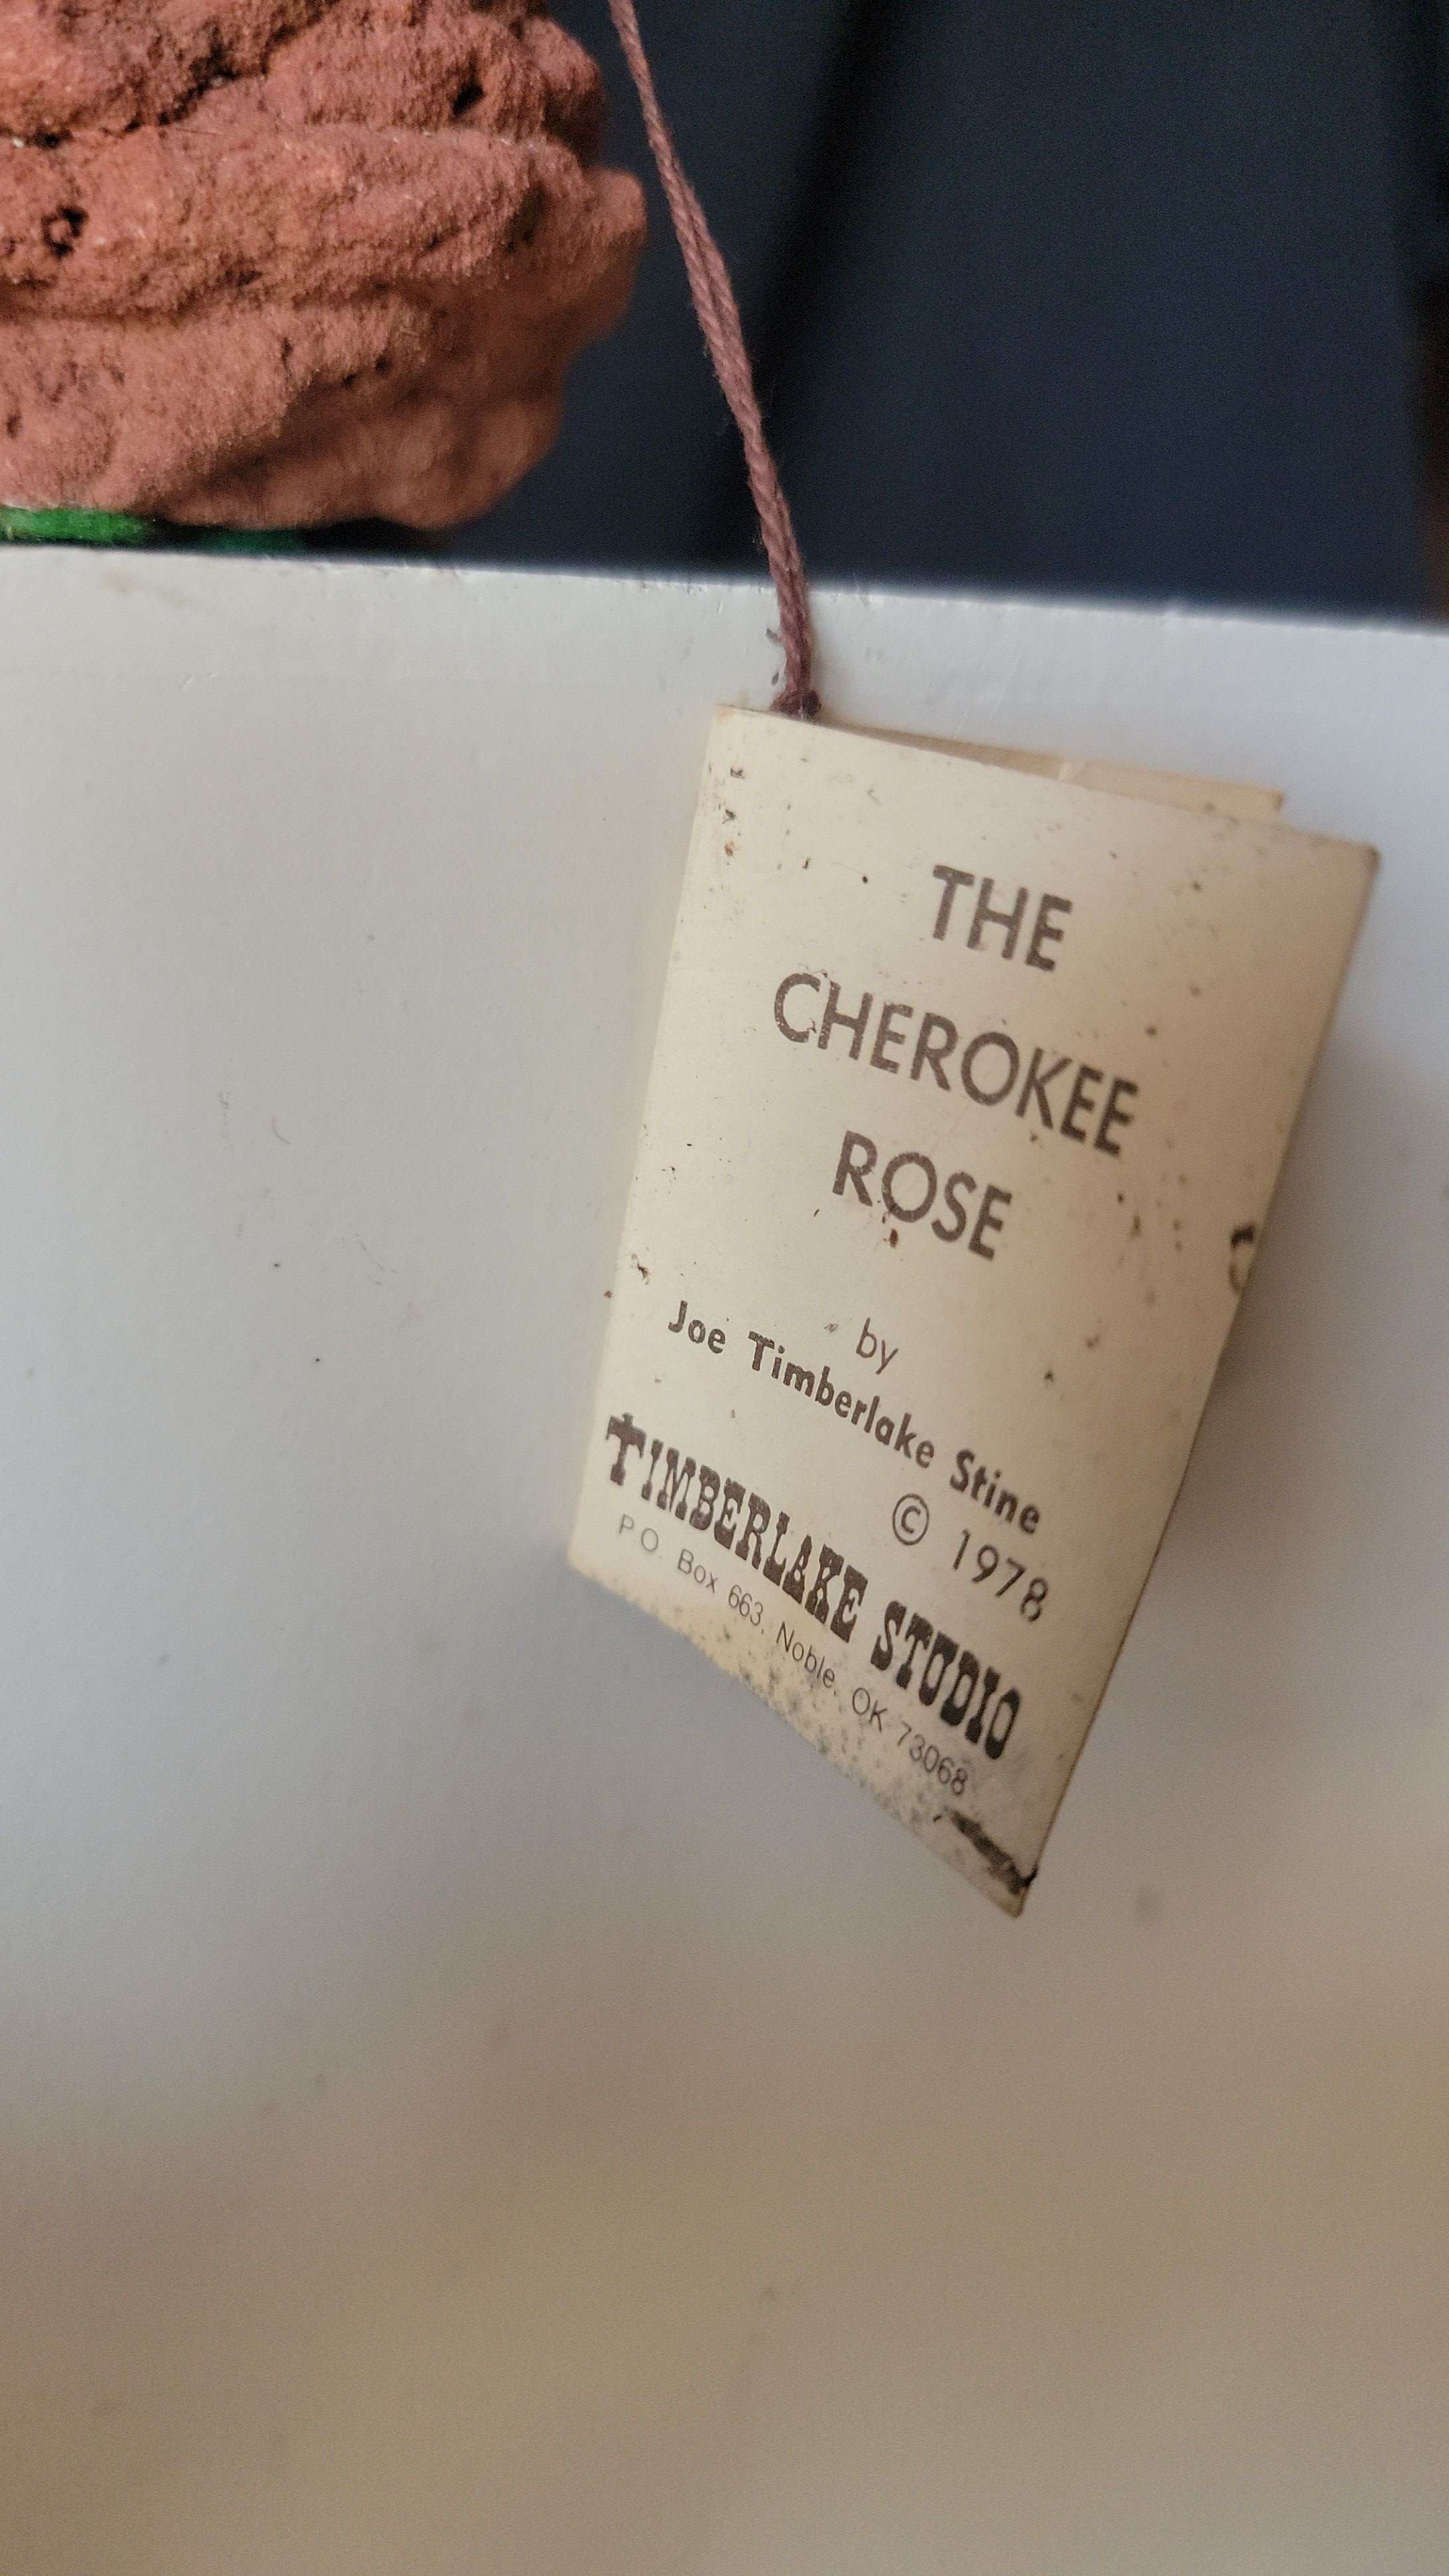 THE
CHEROKEE
ROSE
by
Joe Timberlake Stine
© 1978
TIMBERLAKE STUDIO
P.O. Box 663, Noble, OK 73068